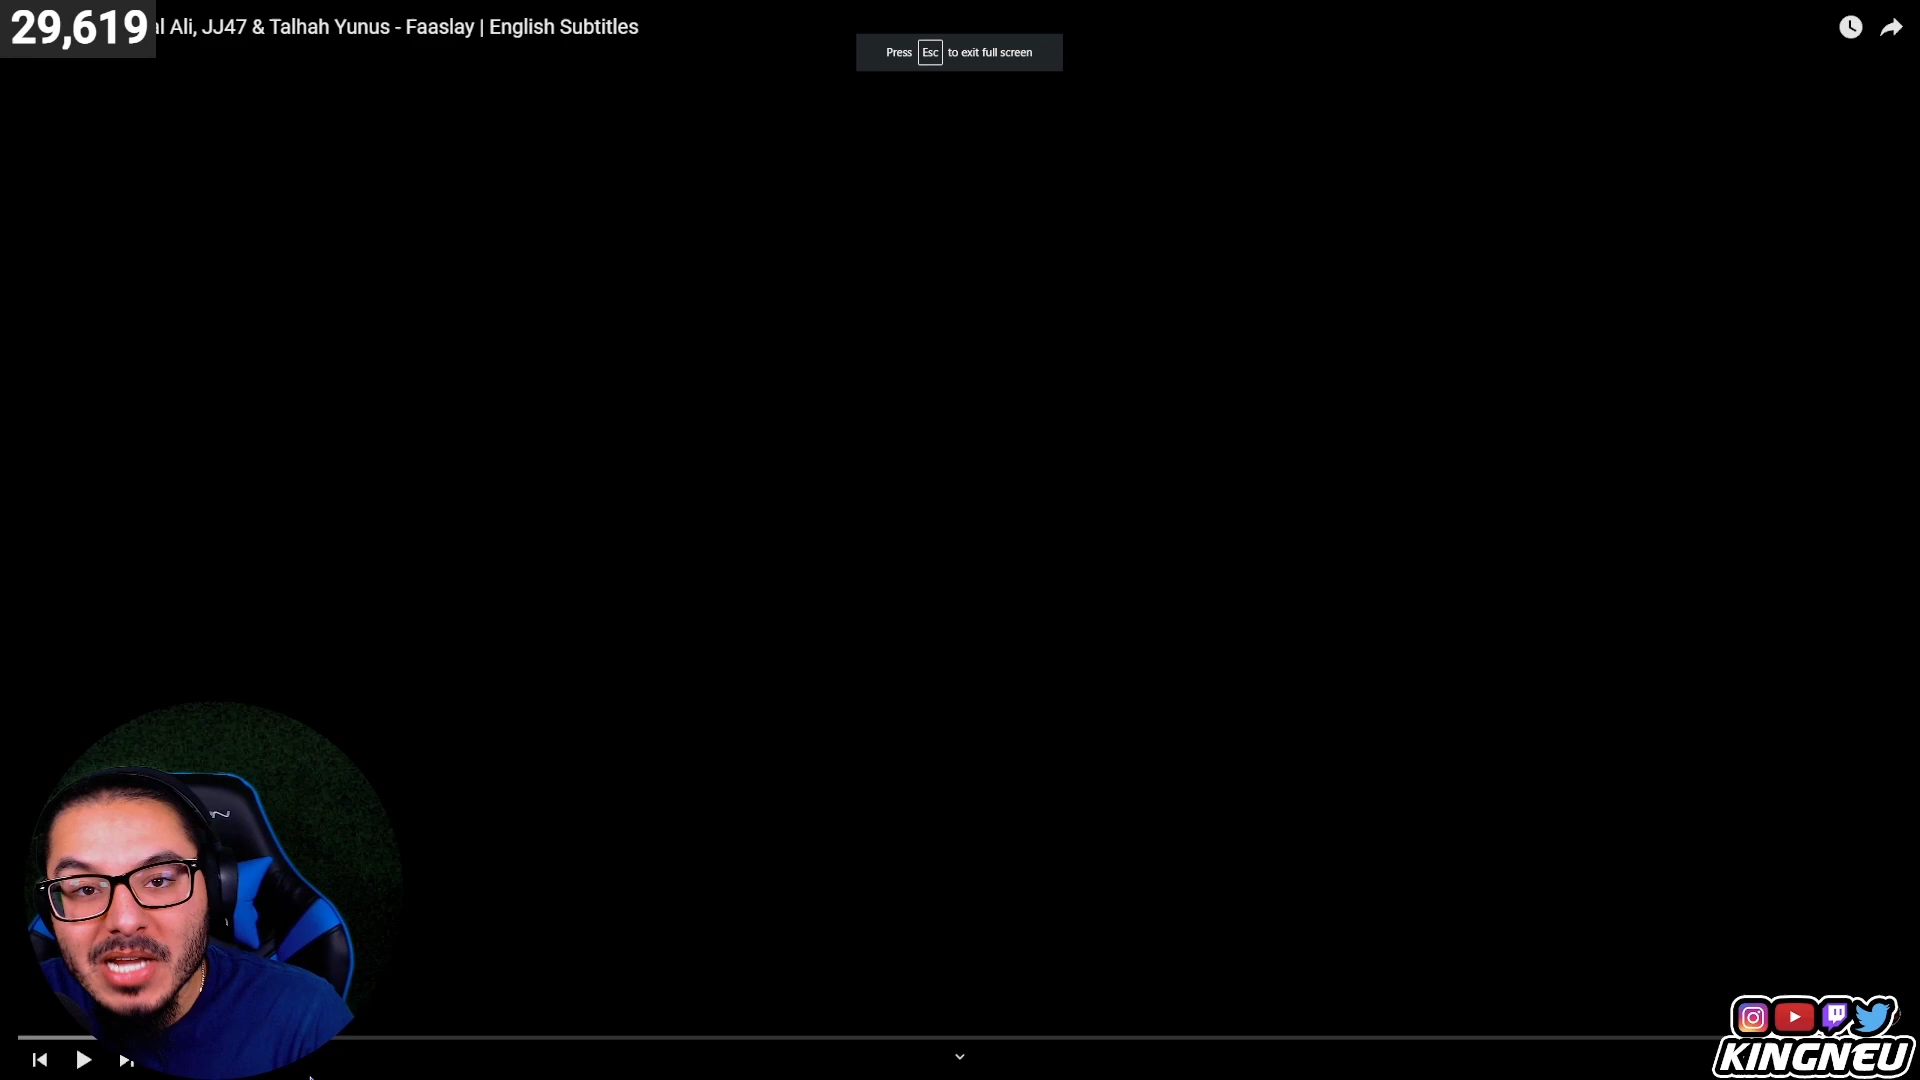 29,619
l Ali, JJ47 & Talhah Yunus - Faaslay | English Subtitles
Press Esc to exit full screen
KINGNEU